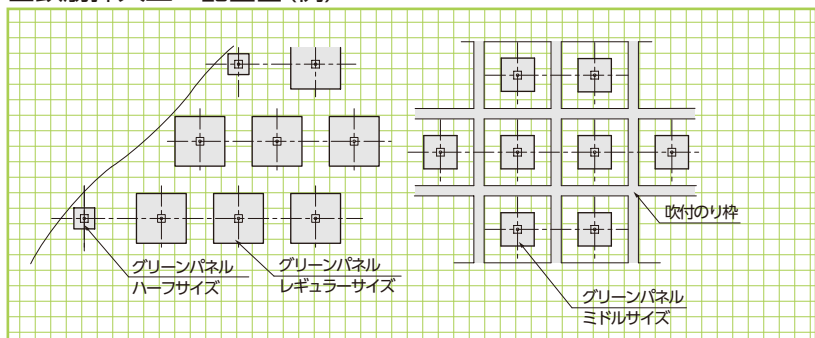 グリーンパネル
ハーフサイズ
グリーンパネル
レギュラーサイズ
吹付のり枠
グリーンパネル
ミドルサイズ